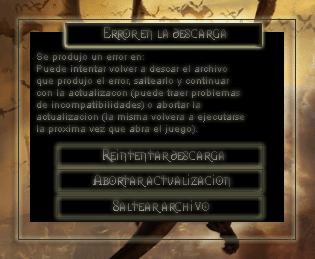 Error en la descarga
Se produjo un error en:
Puede intentar volver a descar el archivo
que produjo el error, saltearlo y continuar
con la actualizacon (puede traer problemas
de incompatibilidades) o abortar la
actualizacion (la misma volvera a ejecutarse
la proxima vez que abra el juego).
Reintentar descarga
Abortar actualizacion
Saltear archivo